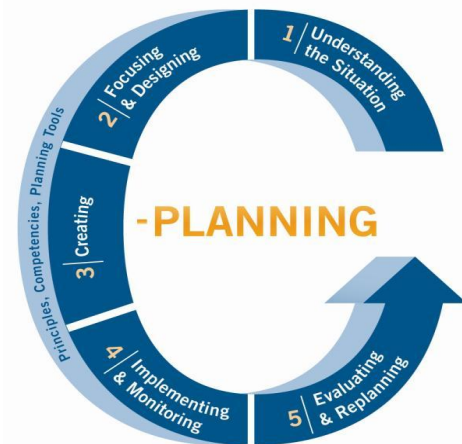 1 Understanding
the Situation
2 Focusing
& Designing
3 Creating
4 Implementing
& Monitoring
5 Evaluating
& Replanning
Principles, Competencies, Planning Tools
-PLANNING